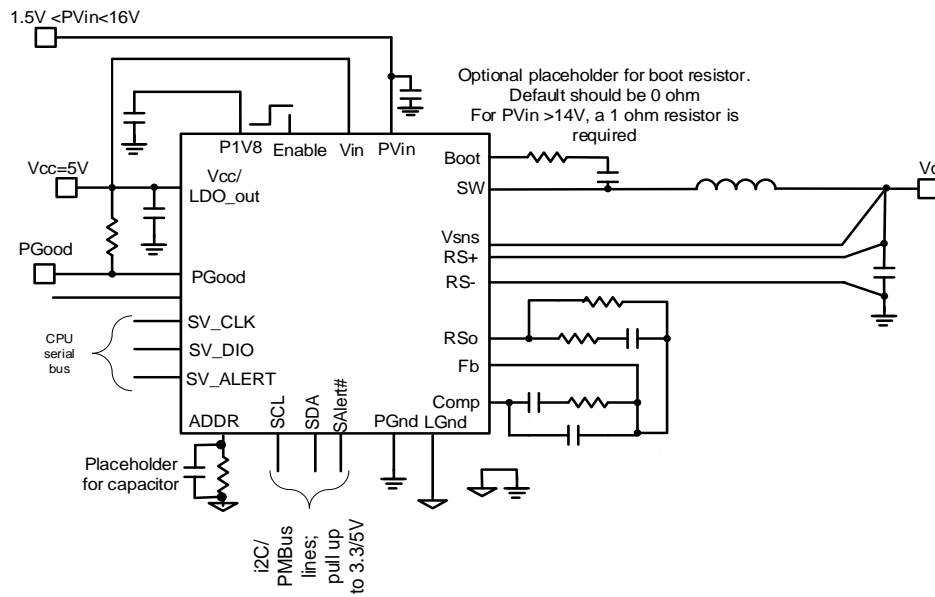 1.5V <PVin<16V
Optional placeholder for boot resistor.
Default should be 0 ohm
For PVin >14V, a 1 ohm resistor is
required
P1V8
Enable
Vin
PVin
Boot
SW
Vcc=5V
Vcc/
LDO_out
Vsns
RS+
RS-
PGood
PGood
CPU
serial
bus
SV_CLK
SV_DIO
SV_ALERT
RSo
Fb
Comp
ADDR
SCL
SDA
SAlert#
PGnd
LGnd
Placeholder
for capacitor
i2C/
PMBus
lines;
pull up
to 3.3/5V